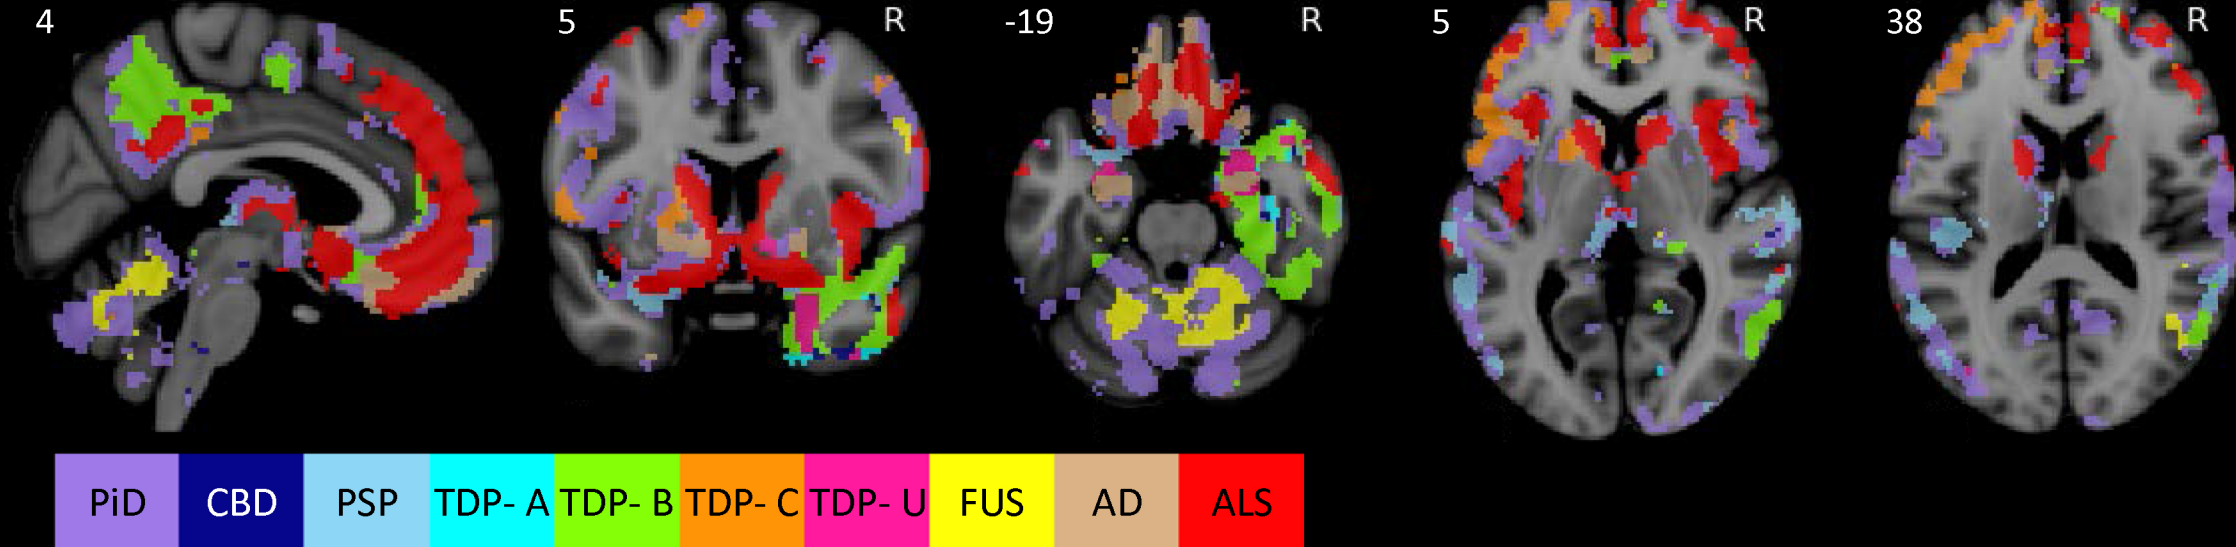 4 5 R -19 R 5 R 38 R
PiD CBD PSP TDP- A TDP- B TDP- C TDP- U FUS AD ALS